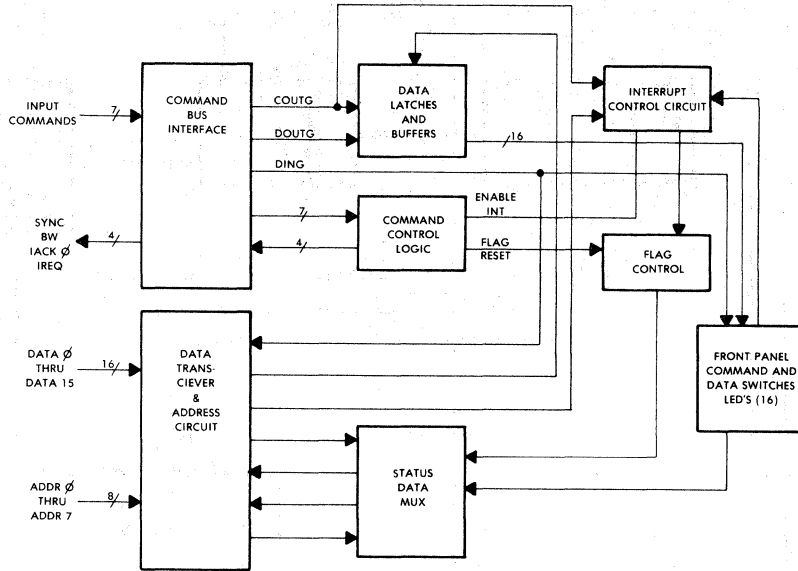 INPUT
COMMANDS
7
SYNC
BW
IACK Ø
IREQ
4
COMMAND
BUS
INTERFACE
COUTG
DOUTG
DING
7
4
DATA
LATCHES
AND
BUFFERS
16
COMMAND
CONTROL
LOGIC
ENABLE
INT
FLAG
RESET
INTERRUPT
CONTROL CIRCUIT
FLAG
CONTROL
FRONT PANEL
COMMAND AND
DATA SWITCHES
LED'S (16)
DATA Ø
THRU
DATA 15
16
ADDR Ø
THRU
ADDR 7
8
DATA
TRANS-
CIEVER
&
ADDRESS
CIRCUIT
STATUS
DATA
MUX